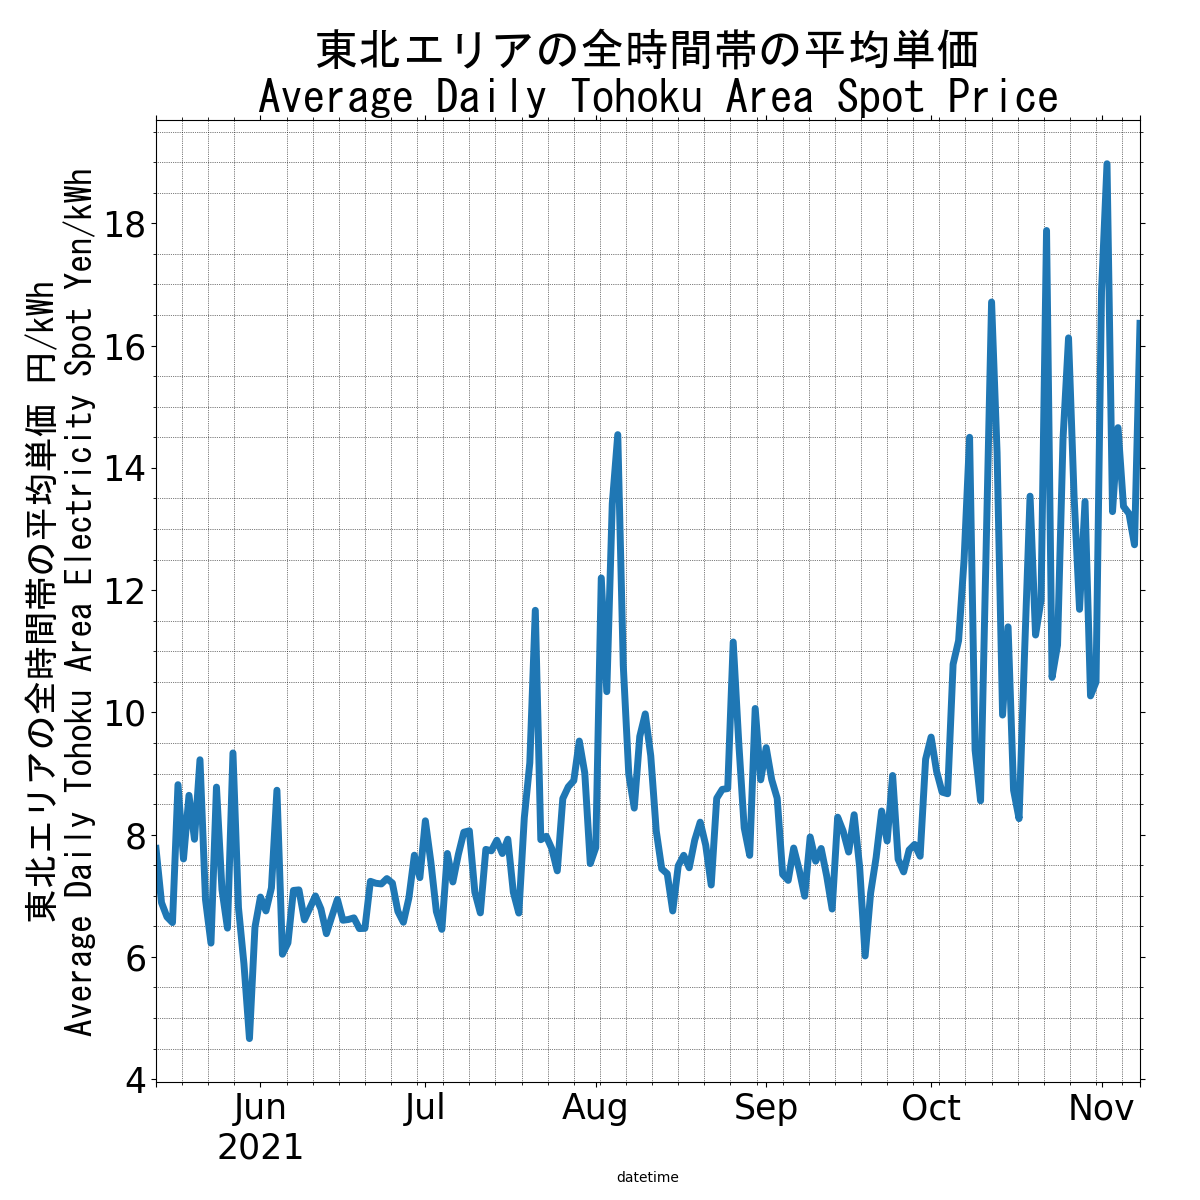 東北エリアの全時間帯の平均単価
Average Daily Tohoku Area Spot Price
東北エリアの全時間帯の平均単価 円/kWh
Average Daily Tohoku Area Electricity Spot Yen/kWh
18
16
14
12
10
8
6
4
Jun
2021
Jul
Aug
Sep
Oct
Nov
datetime